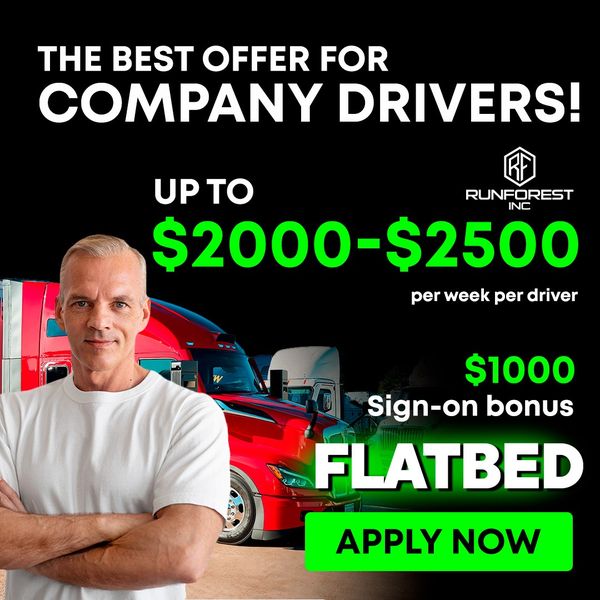 THE BEST OFFER FOR
COMPANY DRIVERS!
RF
RUNFOREST
INC
UP TO
$2000-$2500
per week per driver
$1000
Sign-on bonus
FLATBED
APPLY NOW